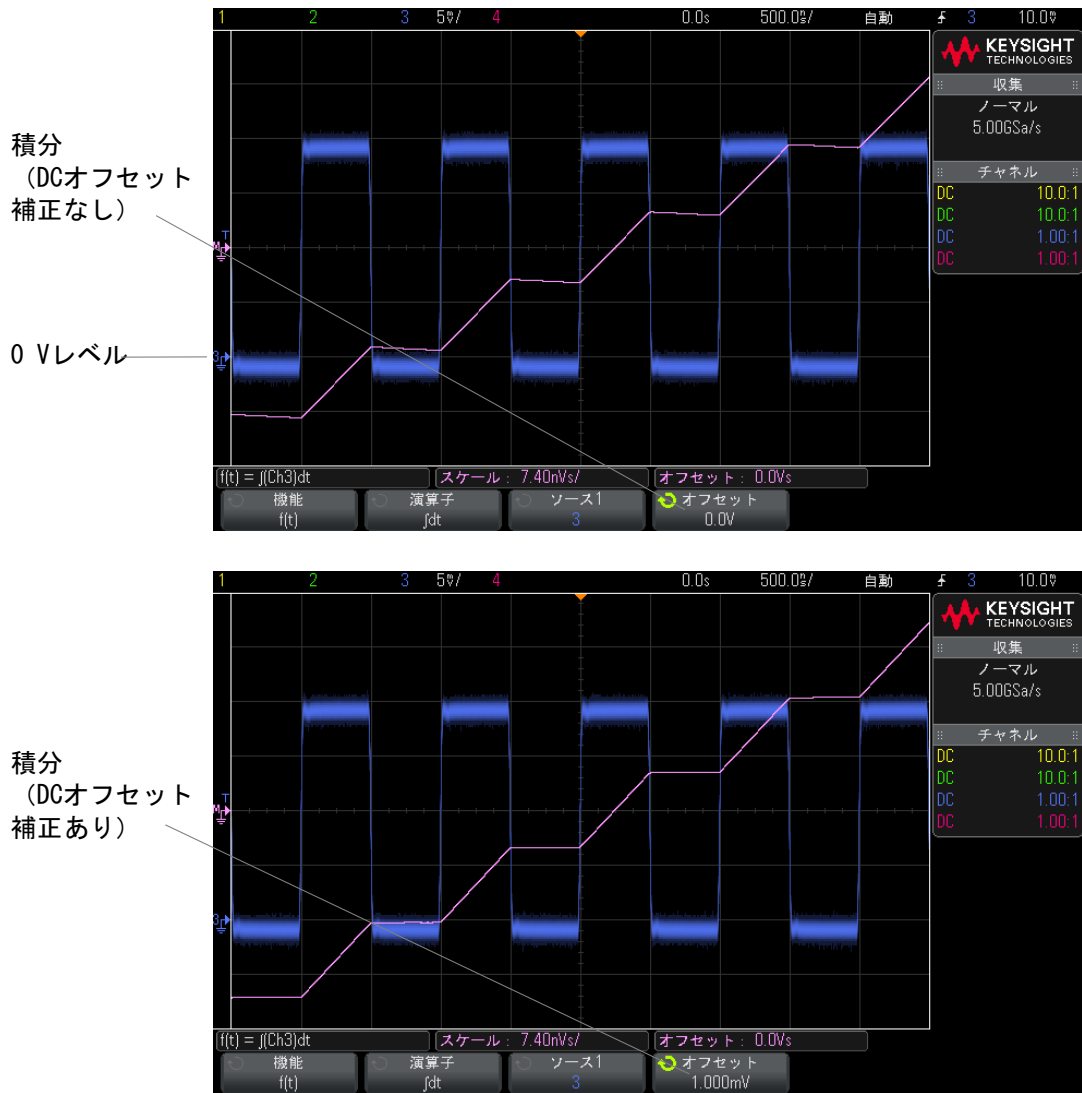 1 2 3 5mV/ 4 0.0s 500.0ns/ 自動 3 10.0mV
KEYSIGHT
TECHNOLOGIES
収集
ノーマル
5.00GSa/s
チャネル
DC 10.0:1
DC 10.0:1
DC 1.00:1
DC 1.00:1
積分
（DCオフセット
補正なし）
T
M
0 Vレベル
3
f(t) = ∫(Ch3)dt スケール： 7.40nVs/ オフセット： 0.0Vs
機能 演算子 ソース1 オフセット
f(t) ∫dt 3 0.0V
1 2 3 5mV/ 4 0.0s 500.0ns/ 自動 3 10.0mV
KEYSIGHT
TECHNOLOGIES
収集
ノーマル
5.00GSa/s
チャネル
DC 10.0:1
DC 10.0:1
DC 1.00:1
DC 1.00:1
積分
（DCオフセット
補正あり）
T
M
3
f(t) = ∫(Ch3)dt スケール： 7.40nVs/ オフセット： 0.0Vs
機能 演算子 ソース1 オフセット
f(t) ∫dt 3 1.000mV